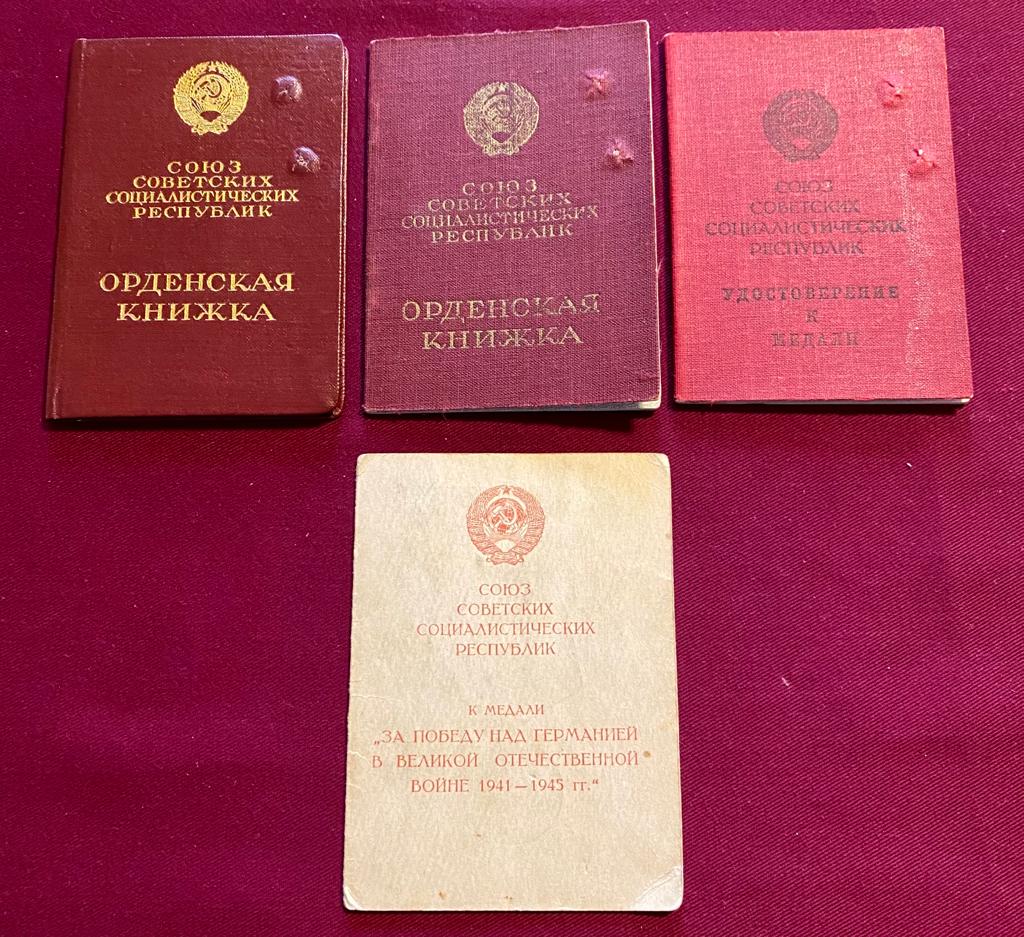 СОЮЗ
СОВЕТСКИХ
СОЦИАЛИСТИЧЕСКИХ
РЕСПУБЛИК
ОРДЕНСКАЯ
КНИЖКА
СОЮЗ
СОВЕТСКИХ
СОЦИАЛИСТИЧЕСКИХ
РЕСПУБЛИК
ОРДЕНСКАЯ
КНИЖКА
СОЮЗ
СОВЕТСКИХ
СОЦИАЛИСТИЧЕСКИХ
РЕСПУБЛИК
УДОСТОВЕРЕНИЕ
К
МЕДАЛИ
СОЮЗ
СОВЕТСКИХ
СОЦИАЛИСТИЧЕСКИХ
РЕСПУБЛИК
К МЕДАЛИ
„ЗА ПОБЕДУ НАД ГЕРМАНИЕЙ
В ВЕЛИКОЙ ОТЕЧЕСТВЕННОЙ
ВОЙНЕ 1941—1945 гг.“